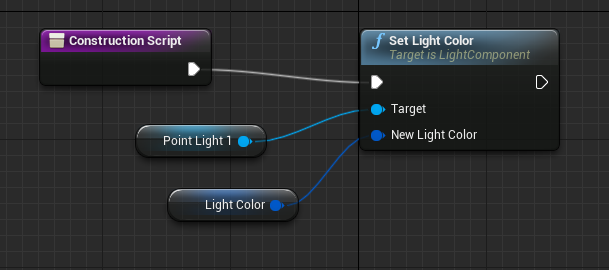 Construction Script
Set Light Color
Target is LightComponent
Target
Point Light 1
New Light Color
Light Color